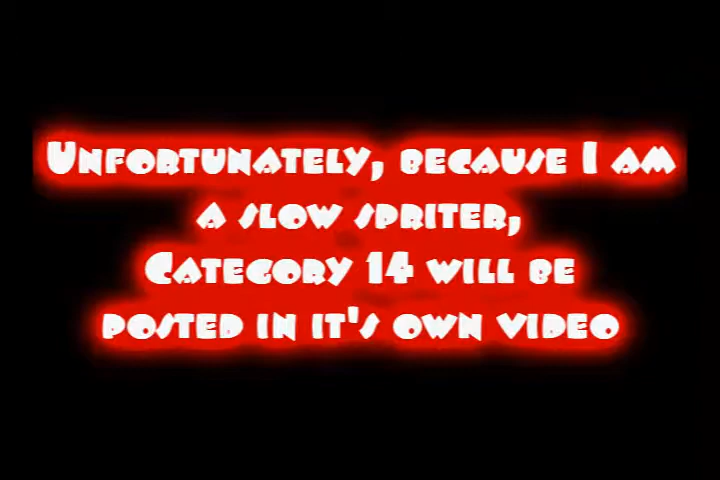 Unfortunately, because I am
a slow spriter,
Category 14 will be
posted in it's own video